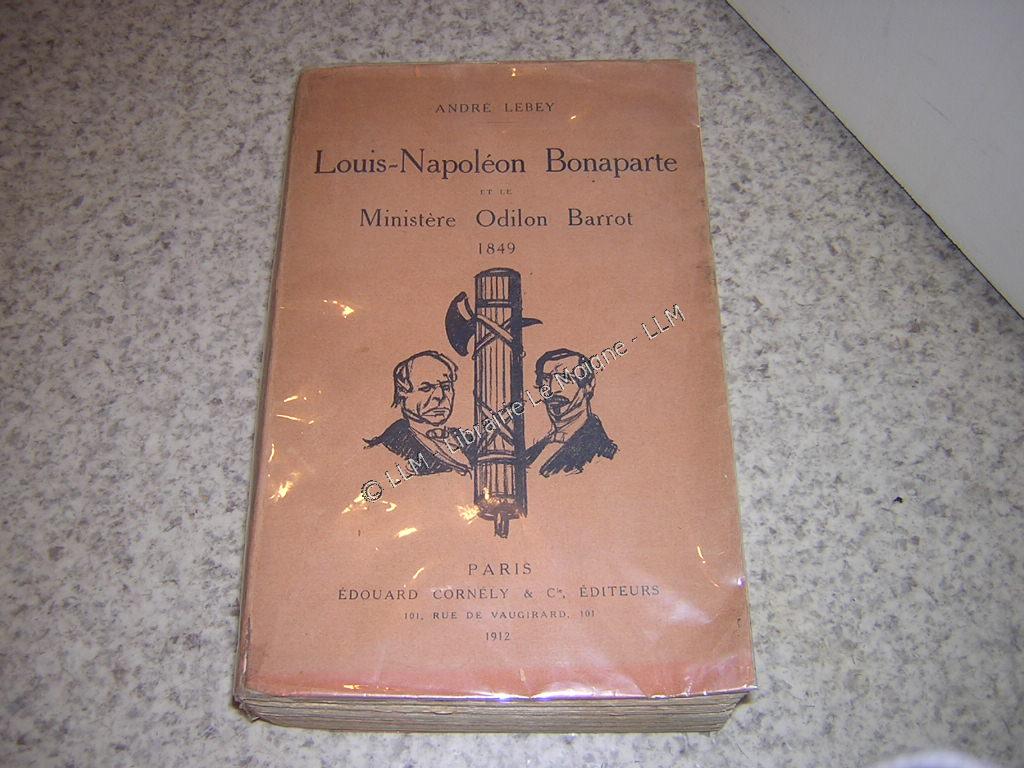 ANDRÉ LEBEY
Louis-Napoléon Bonaparte
ET LE
Ministère Odilon Barrot
1849
© LLM - Librairie Le Moigne - LLM
PARIS
ÉDOUARD CORNÉLY & Cie, ÉDITEURS
101, RUE DE VAUGIRARD, 101
1912